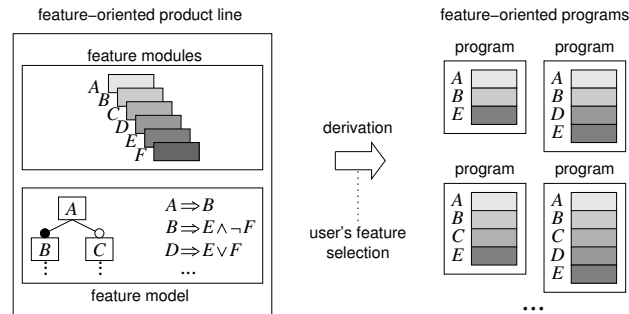 feature−oriented product line
feature modules
A
B
C
D
E
F
A
B
C
⋮
⋮
A⇒B
B⇒E∧¬F
D⇒E∨F
...
feature model
derivation
user's feature
selection
feature−oriented programs
program
A
B
E
program
A
B
D
E
program
A
B
C
E
program
A
B
C
D
E
...